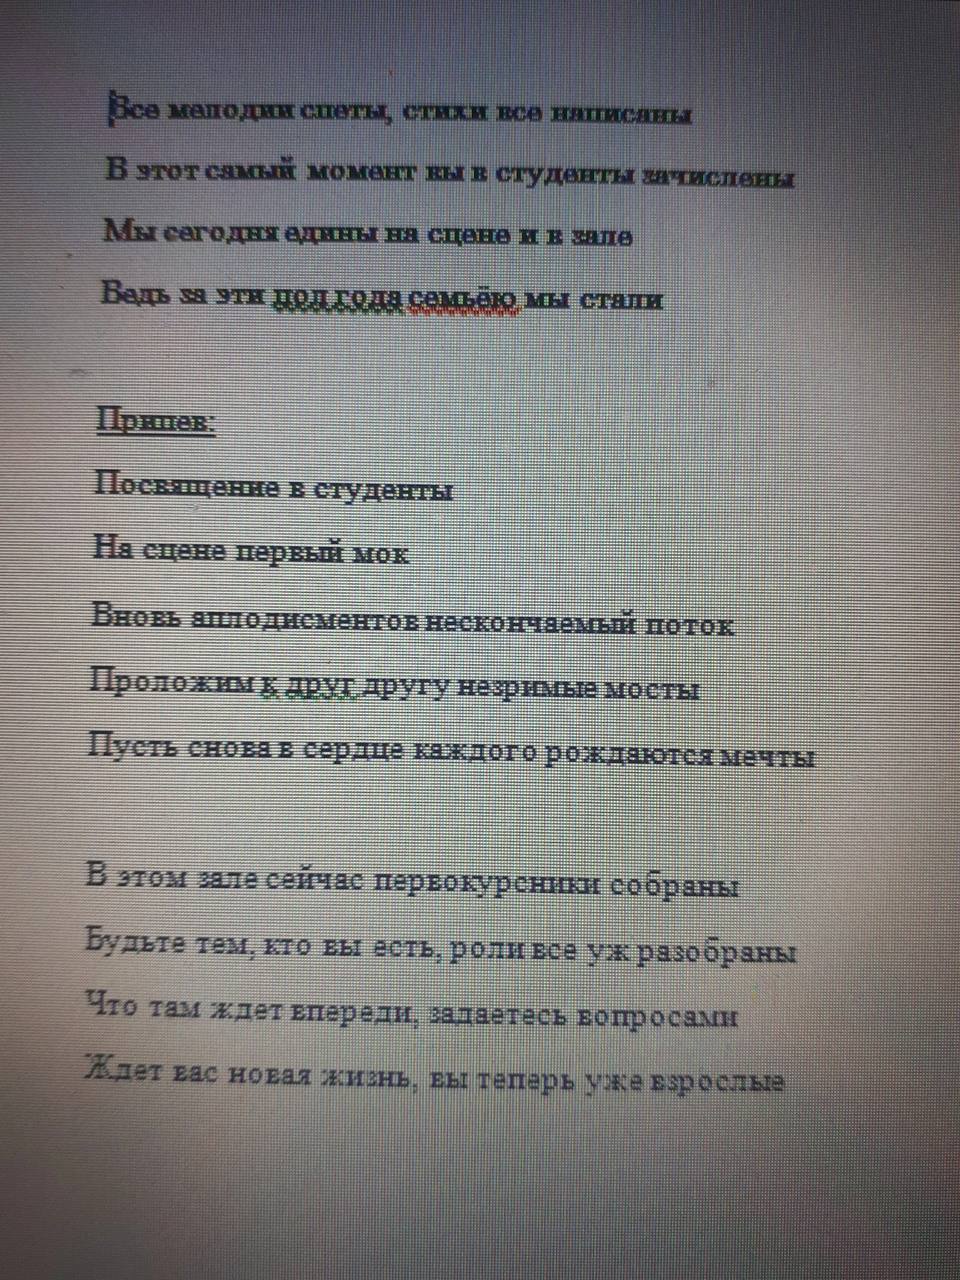 Все мелодии спеты, стихи все написаны
В этот самый момент вы в студенты зачислены
Мы сегодня едины на сцене и в зале
Ведь за эти пол года семьёю мы стали
Припев:
Посвящение в студенты
На сцене первый мок
Вновь аплодисментов нескончаемый поток
Проложим к друг другу незримые мосты
Пусть снова в сердце каждого рождаются мечты
В этом зале сейчас первокурсники собраны
Будьте тем, кто вы есть, роли все уж разобраны
Что там ждет впереди, задаетесь вопросами
Ждет вас новая жизнь, вы теперь уже взрослые